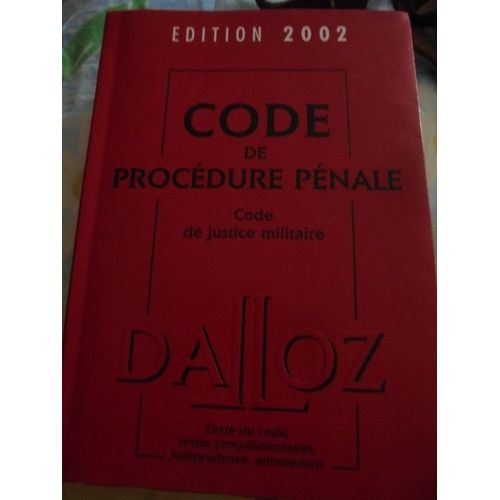 EDITION 2002
CODE
DE
PROCÉDURE PÉNALE
Code
de justice militaire
DALLOZ
Texte du code,
textes complémentaires,
jurisprudence, annotations